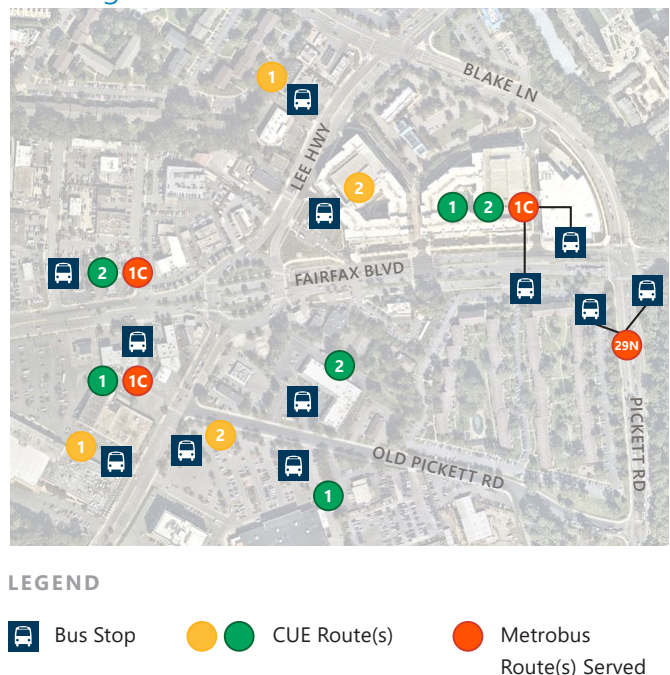 1
BLAKE LN
LEE HWY
2
1
2
1C
FAIRFAX BLVD
2
1C
29N
2
1
1C
PICKETT RD
1
2
OLD PICKETT RD
1
LEGEND
Bus Stop
CUE Route(s)
Metrobus
Route(s) Served